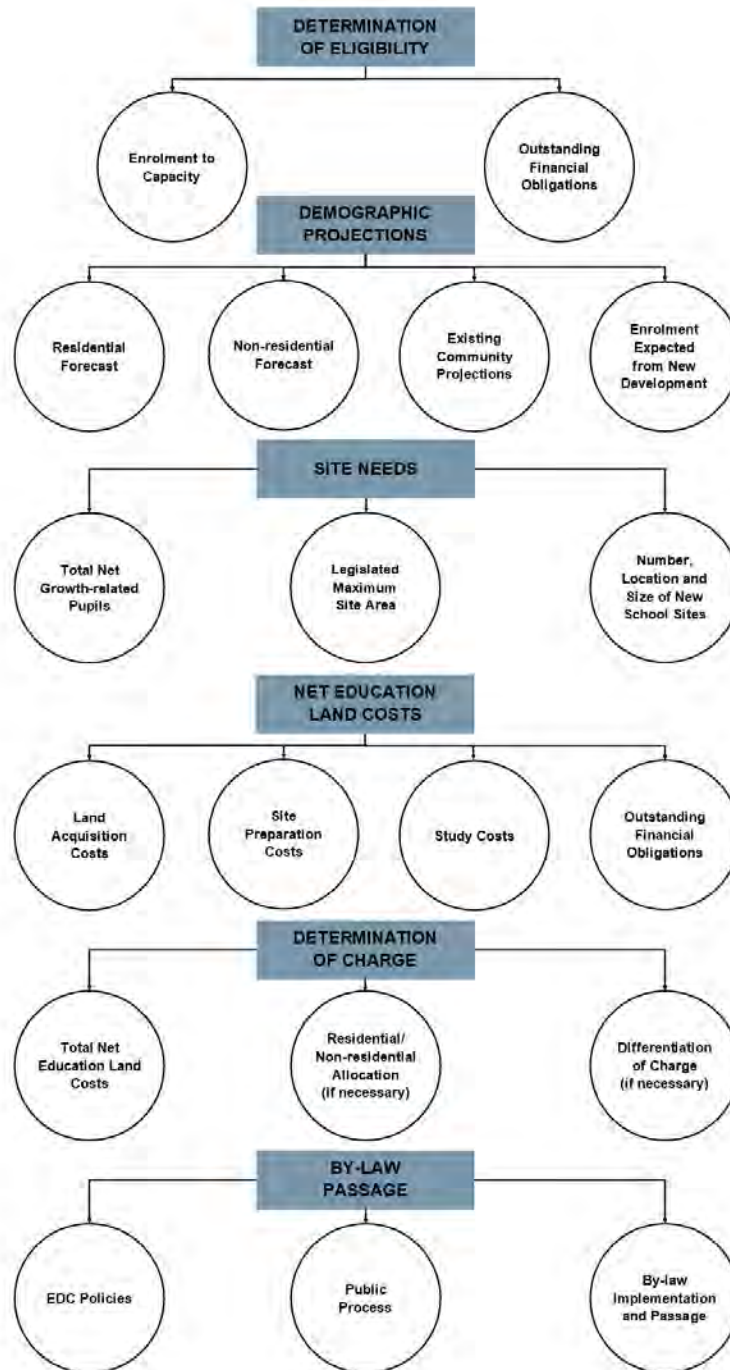 DETERMINATION
OF ELIGIBILITY
Enrolment to
Capacity
Outstanding
Financial
Obligations
DEMOGRAPHIC
PROJECTIONS
Residential
Forecast
Non-residential
Forecast
Existing
Community
Projections
Enrolment
Expected
from New
Development
SITE NEEDS
Total Net
Growth-related
Pupils
Legislated
Maximum
Site Area
Number,
Location and
Size of New
School Sites
NET EDUCATION
LAND COSTS
Land
Acquisition
Costs
Site
Preparation
Costs
Study Costs
Outstanding
Financial
Obligations
DETERMINATION
OF CHARGE
Total Net
Education Land
Costs
Residential/
Non-residential
Allocation
(if necessary)
Differentiation
of Charge
(if necessary)
BY-LAW
PASSAGE
EDC Policies
Public
Process
By-law
Implementation
and Passage